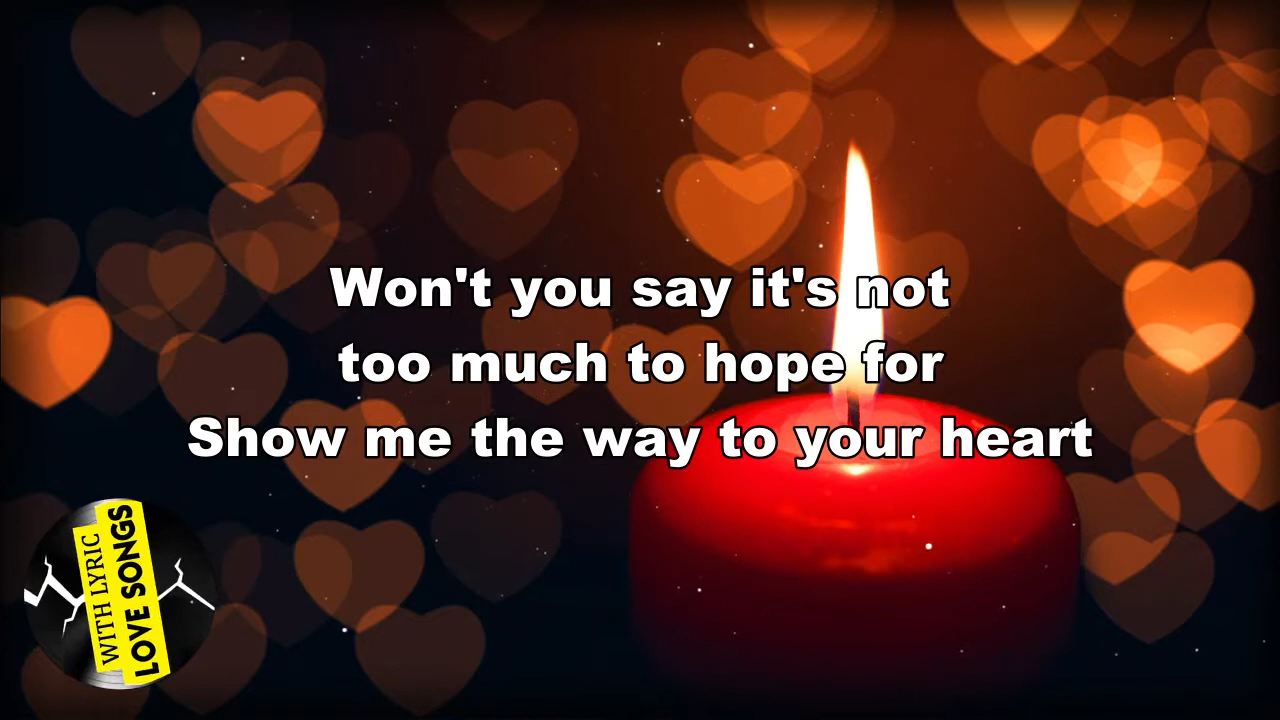 Won't you say it's not
too much to hope for
Show me the way to your heart
WITH LYRIC
LOVE SONGS